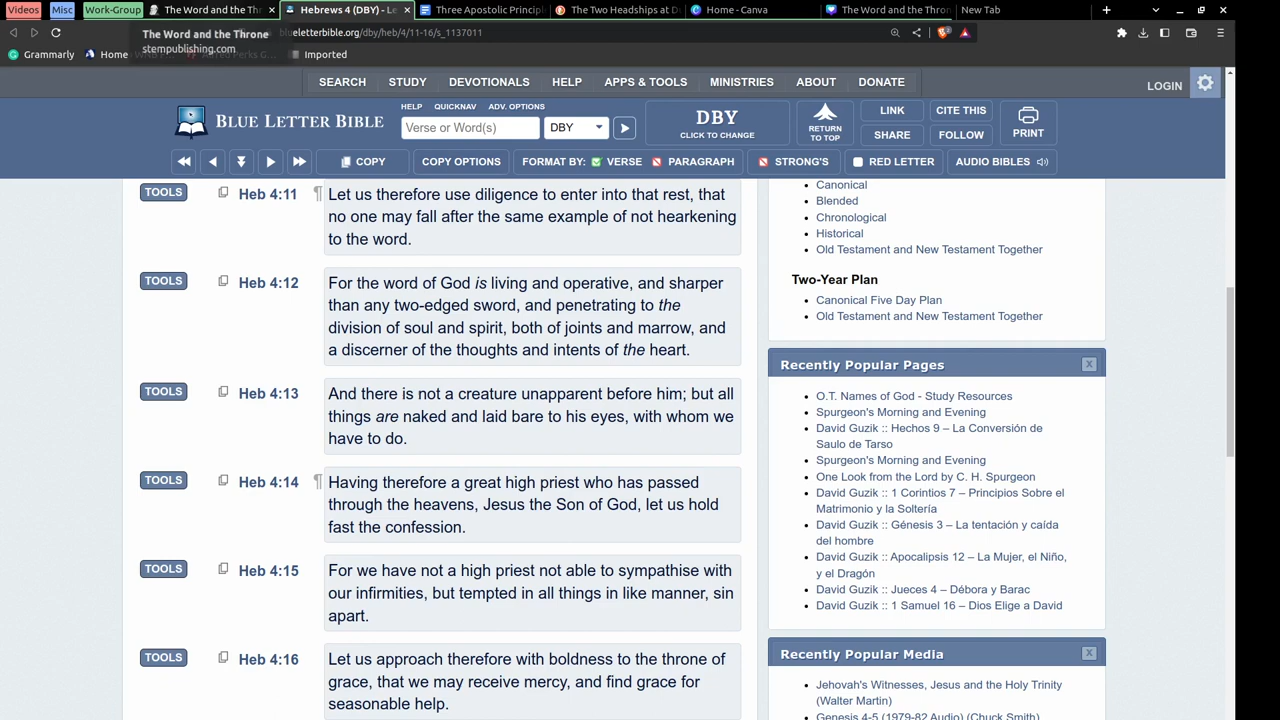 Videos Misc Work-Group The Word and the Thr Hebrews 4 (DBY) - Le Three Apostolic Principl The Two Headships at D Home - Canva The Word and the Thron New Tab
The Word and the Throne
stempublishing.com
blueletterbible.org/dby/heb/4/11-16/s_1137011
Grammarly Home Imported
SEARCH STUDY DEVOTIONALS HELP APPS & TOOLS MINISTRIES ABOUT DONATE LOGIN
BLUE LETTER BIBLE
HELP QUICKNAV ADV. OPTIONS
Verse or Word(s) DBY
DBY
CLICK TO CHANGE
RETURN
TO TOP
LINK CITE THIS
SHARE FOLLOW
PRINT
COPY COPY OPTIONS FORMAT BY: VERSE PARAGRAPH STRONG'S RED LETTER AUDIO BIBLES
TOOLS Heb 4:11 ¶ Let us therefore use diligence to enter into that rest, that
no one may fall after the same example of not hearkening
to the word.
TOOLS Heb 4:12 For the word of God is living and operative, and sharper
than any two-edged sword, and penetrating to the
division of soul and spirit, both of joints and marrow, and
a discerner of the thoughts and intents of the heart.
TOOLS Heb 4:13 And there is not a creature unapparent before him; but all
things are naked and laid bare to his eyes, with whom we
have to do.
TOOLS Heb 4:14 ¶ Having therefore a great high priest who has passed
through the heavens, Jesus the Son of God, let us hold
fast the confession.
TOOLS Heb 4:15 For we have not a high priest not able to sympathise with
our infirmities, but tempted in all things in like manner, sin
apart.
TOOLS Heb 4:16 Let us approach therefore with boldness to the throne of
grace, that we may receive mercy, and find grace for
seasonable help.
Canonical
Blended
Chronological
Historical
Old Testament and New Testament Together
Two-Year Plan
Canonical Five Day Plan
Old Testament and New Testament Together
Recently Popular Pages X
O.T. Names of God - Study Resources
Spurgeon's Morning and Evening
David Guzik :: Hechos 9 – La Conversión de
Saulo de Tarso
Spurgeon's Morning and Evening
One Look from the Lord by C. H. Spurgeon
David Guzik :: 1 Corintios 7 – Principios Sobre el
Matrimonio y la Soltería
David Guzik :: Génesis 3 – La tentación y caída
del hombre
David Guzik :: Apocalipsis 12 – La Mujer, el Niño,
y el Dragón
David Guzik :: Jueces 4 – Débora y Barac
David Guzik :: 1 Samuel 16 – Dios Elige a David
Recently Popular Media X
Jehovah's Witnesses, Jesus and the Holy Trinity
(Walter Martin)
Genesis 4-5 (1979-82 Audio) (Chuck Smith)